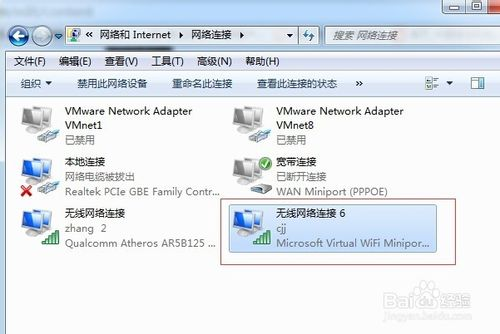 网络和 Internet ▸ 网络连接 ▸
搜索 网络连接
文件(F) 编辑(E) 查看(V) 工具(T) 高级(N) 帮助(H)
组织 禁用此网络设备 重命名此连接 查看此连接的状态 »
VMware Network Adapter
VMnet1
已禁用
VMware Network Adapter
VMnet8
已禁用
本地连接
网络电缆被拔出
Realtek PCIe GBE Family Contr...
宽带连接
已断开连接
WAN Miniport (PPPOE)
无线网络连接
zhang 2
Qualcomm Atheros AR5B125 ...
无线网络连接 6
cjj
Microsoft Virtual WiFi Minipor...
Baidu 经验
jingyan.baidu.com